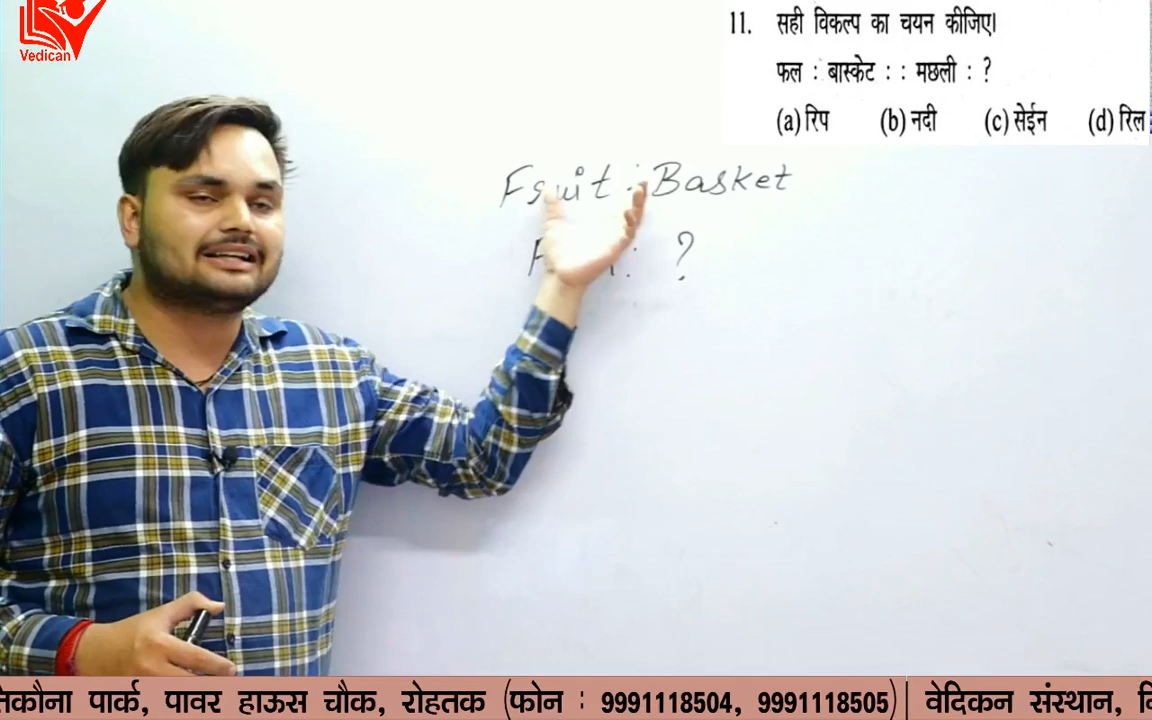 Vedican
11. सही विकल्प का चयन कीजिए।
फल : बास्केट : : मछली : ?
(a) रिप (b) नदी (c) सेईन (d) रिल
Fruit : Basket
: ?
पार्क, पावर हाऊस चौक, रोहतक (फोन : 9991118504, 9991118505) | वेदिकन संस्थान,